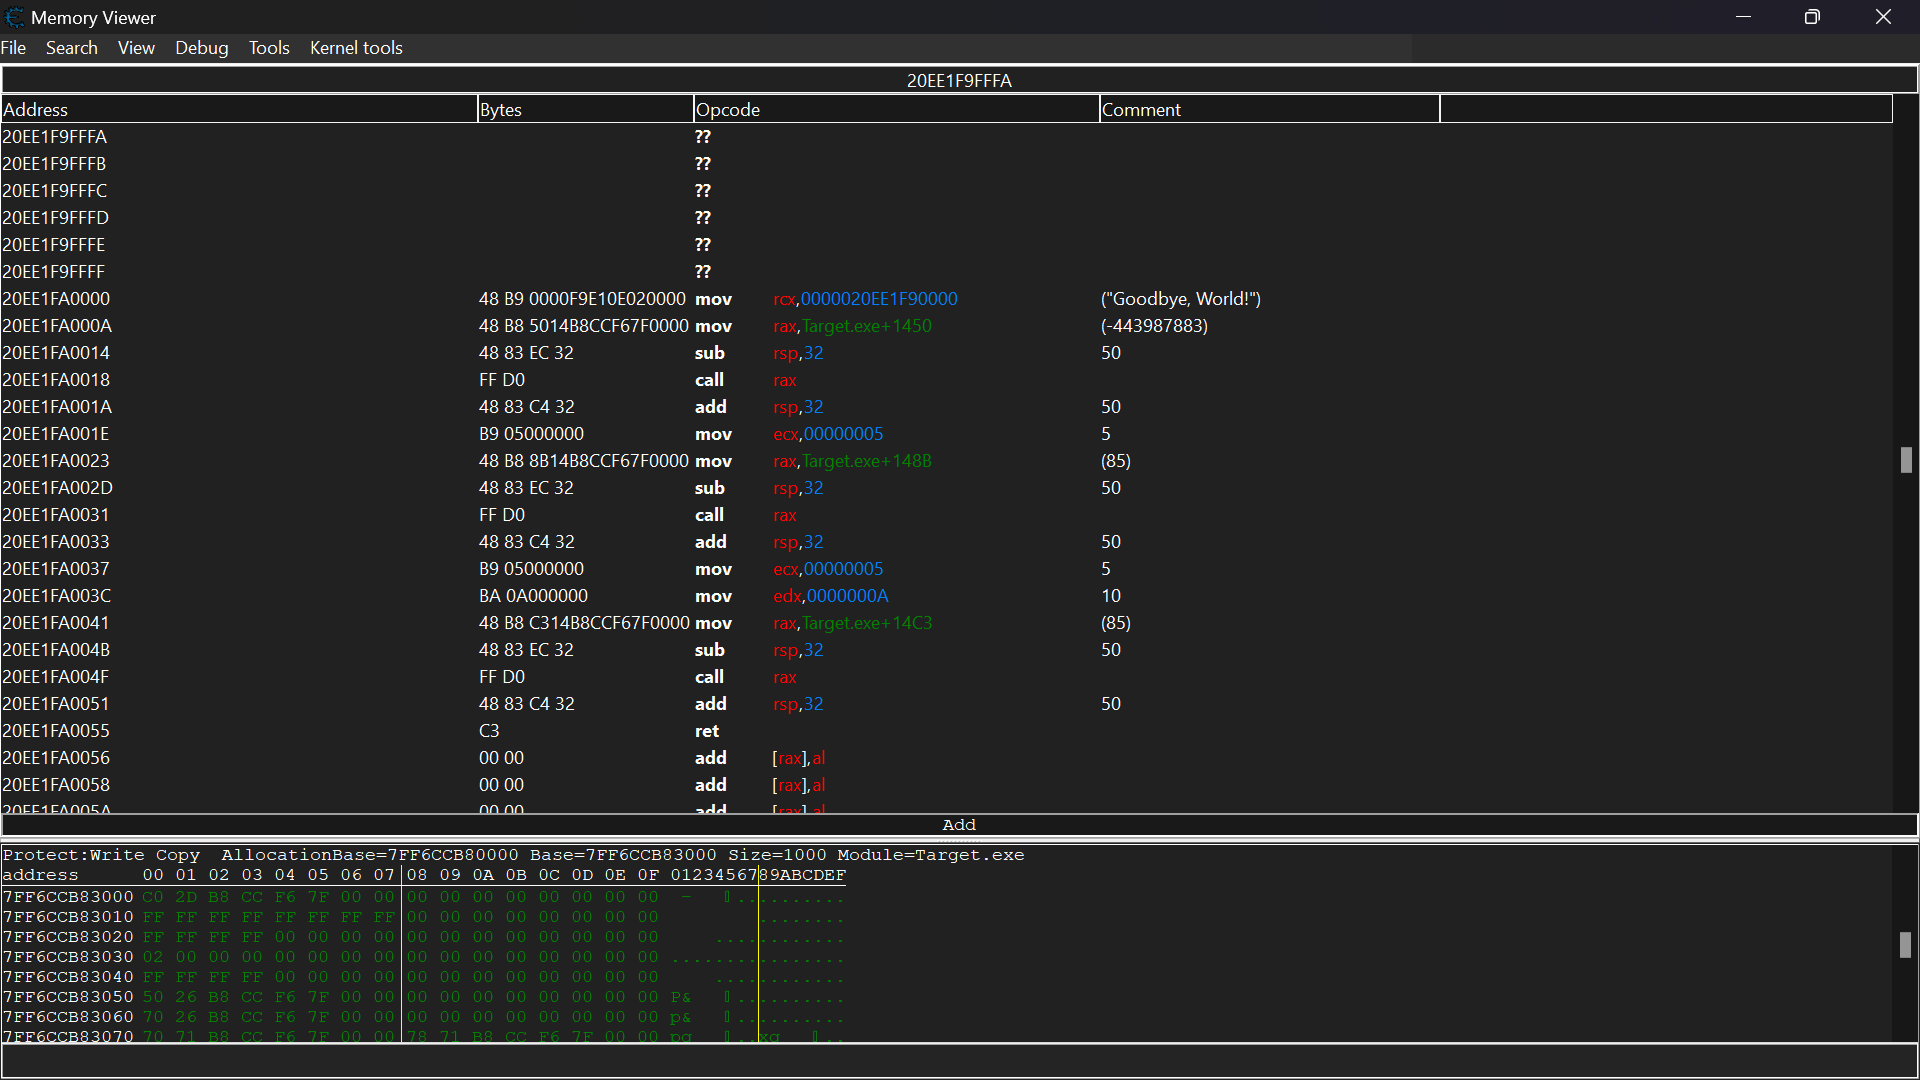 Memory Viewer
File Search View Debug Tools Kernel tools
20EE1F9FFFA
Address Bytes Opcode Comment
20EE1F9FFFA ??
20EE1F9FFFB ??
20EE1F9FFFC ??
20EE1F9FFFD ??
20EE1F9FFFE ??
20EE1F9FFFF ??
20EE1FA0000 48 B9 0000F9E10E020000 mov rcx,0000020EE1F90000 ("Goodbye, World!")
20EE1FA000A 48 B8 5014B8CCF67F0000 mov rax,Target.exe+1450 (-443987883)
20EE1FA0014 48 83 EC 32 sub rsp,32 50
20EE1FA0018 FF D0 call rax
20EE1FA001A 48 83 C4 32 add rsp,32 50
20EE1FA001E B9 05000000 mov ecx,00000005 5
20EE1FA0023 48 B8 8B14B8CCF67F0000 mov rax,Target.exe+148B (85)
20EE1FA002D 48 83 EC 32 sub rsp,32 50
20EE1FA0031 FF D0 call rax
20EE1FA0033 48 83 C4 32 add rsp,32 50
20EE1FA0037 B9 05000000 mov ecx,00000005 5
20EE1FA003C BA 0A000000 mov edx,0000000A 10
20EE1FA0041 48 B8 C314B8CCF67F0000 mov rax,Target.exe+14C3 (85)
20EE1FA004B 48 83 EC 32 sub rsp,32 50
20EE1FA004F FF D0 call rax
20EE1FA0051 48 83 C4 32 add rsp,32 50
20EE1FA0055 C3 ret
20EE1FA0056 00 00 add [rax],al
20EE1FA0058 00 00 add [rax],al
20EE1FA005A 00 00 add [rax],al
Add
Protect:Write Copy AllocationBase=7FF6CCB80000 Base=7FF6CCB83000 Size=1000 Module=Target.exe
address 00 01 02 03 04 05 06 07 08 09 0A 0B 0C 0D 0E 0F 0123456789ABCDEF
7FF6CCB83000 C0 2D B8 CC F6 7F 00 00 00 00 00 00 00 00 00 00 - ..........
7FF6CCB83010 FF FF FF FF FF FF FF FF 00 00 00 00 00 00 00 00 ........
7FF6CCB83020 FF FF FF FF 00 00 00 00 00 00 00 00 00 00 00 00 ............
7FF6CCB83030 02 00 00 00 00 00 00 00 00 00 00 00 00 00 00 00 ................
7FF6CCB83040 FF FF FF FF 00 00 00 00 00 00 00 00 00 00 00 00 ............
7FF6CCB83050 50 26 B8 CC F6 7F 00 00 00 00 00 00 00 00 00 00 P& ..........
7FF6CCB83060 70 26 B8 CC F6 7F 00 00 00 00 00 00 00 00 00 00 p& ..........
7FF6CCB83070 70 71 B8 CC F6 7F 00 00 78 71 B8 CC F6 7F 00 00 pq ..xq ..